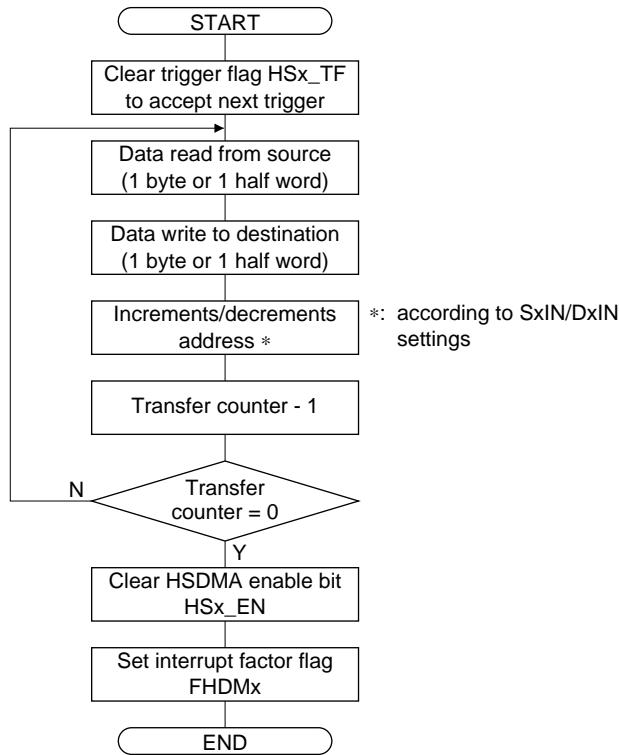 START
Clear trigger flag HSx_TF
to accept next trigger
Data read from source
(1 byte or 1 half word)
Data write to destination
(1 byte or 1 half word)
Increments/decrements
address ∗
∗: according to SxIN/DxIN
settings
Transfer counter - 1
N
Transfer
counter = 0
Y
Clear HSDMA enable bit
HSx_EN
Set interrupt factor flag
FHDMx
END